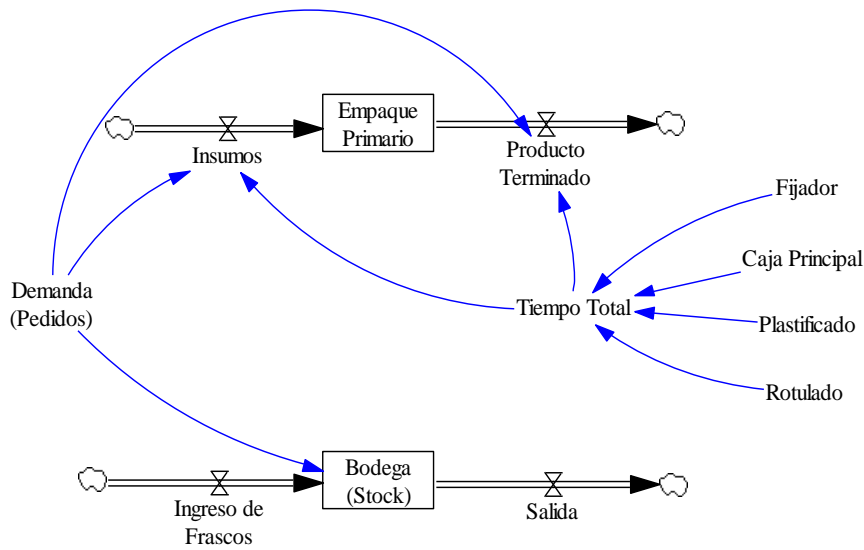 Empaque
Primario
Insumos
Producto
Terminado
Fijador
Caja Principal
Demanda
(Pedidos)
Tiempo Total
Plastificado
Rotulado
Bodega
(Stock)
Ingreso de
Frascos
Salida